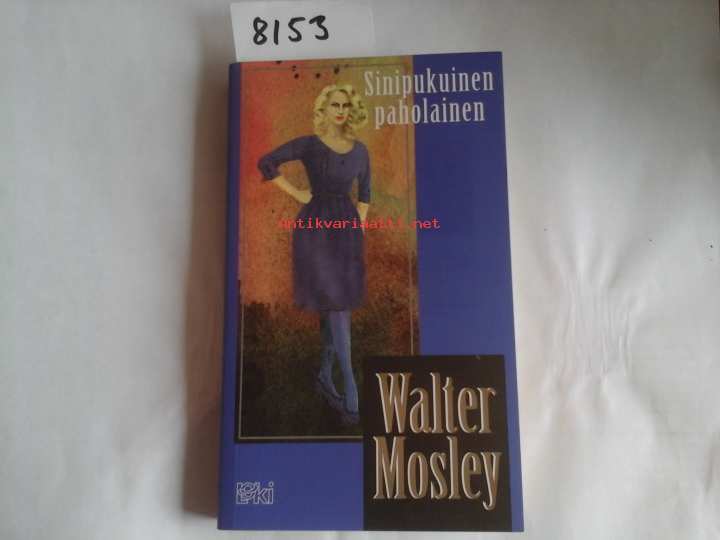 8153
Sinipukuinen
paholainen
Antikvariaatti.net
Walter
Mosley
Loki